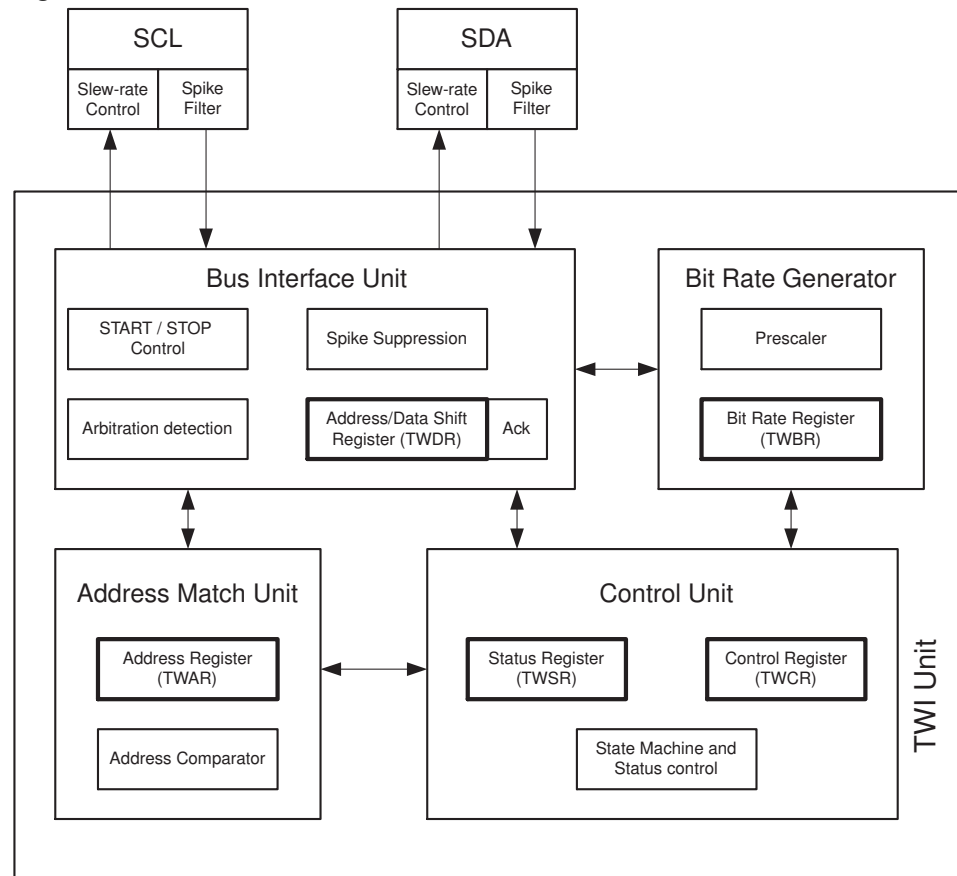 SCL
Slew-rate
Control
Spike
Filter
SDA
Slew-rate
Control
Spike
Filter
Bus Interface Unit
START / STOP
Control
Spike Suppression
Arbitration detection
Address/Data Shift
Register (TWDR)
Ack
Bit Rate Generator
Prescaler
Bit Rate Register
(TWBR)
Address Match Unit
Address Register
(TWAR)
Address Comparator
Control Unit
Status Register
(TWSR)
Control Register
(TWCR)
State Machine and
Status control
TWI Unit